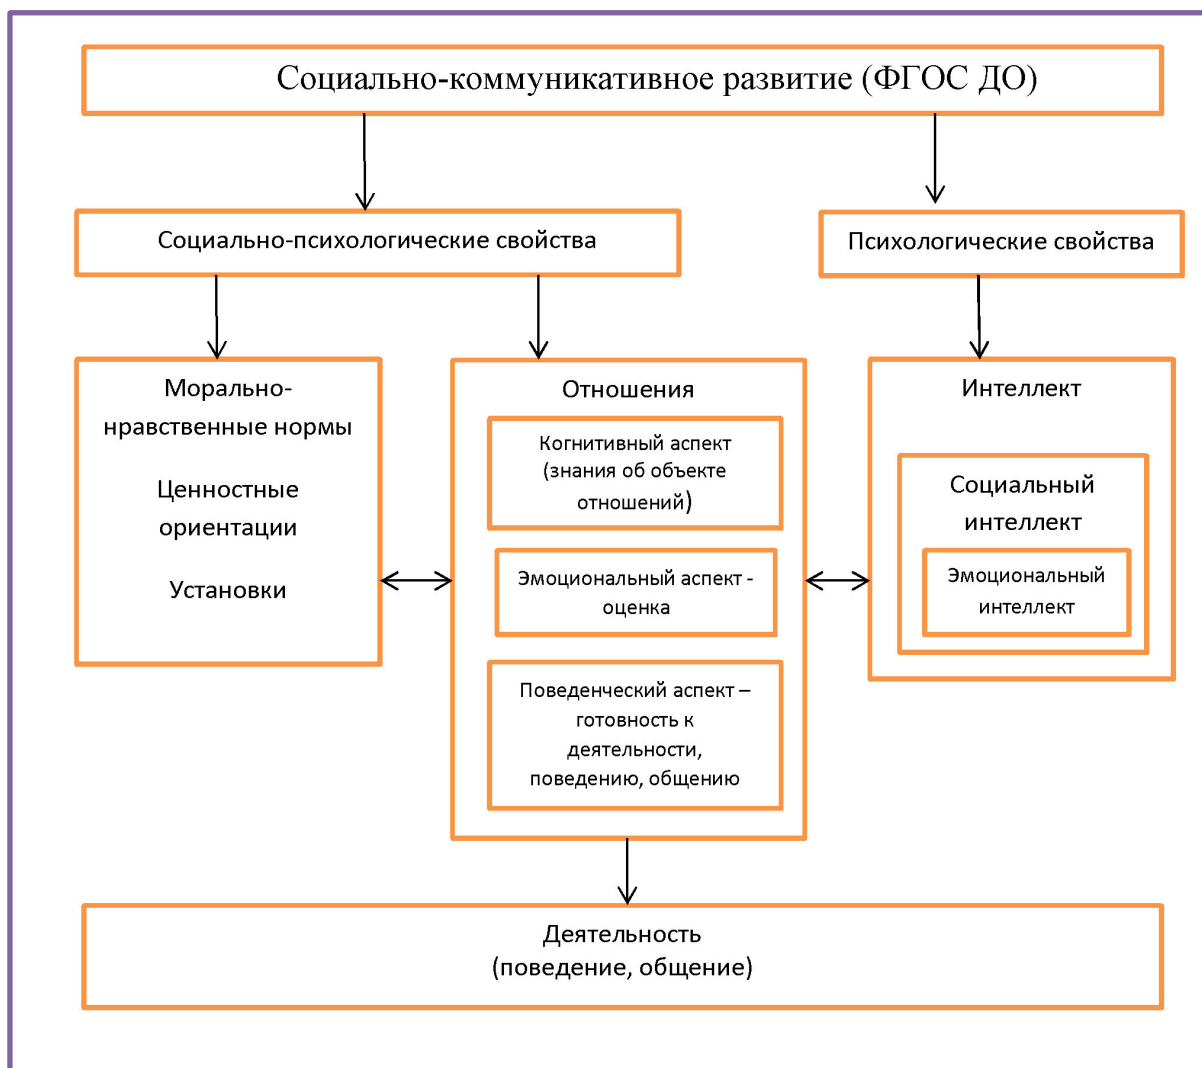 Социально-коммуникативное развитие (ФГОС ДО)
Социально-психологические свойства
Психологические свойства
Морально-
нравственные нормы
Ценностные
ориентации
Установки
Отношения
Когнитивный аспект
(знания об объекте
отношений)
Эмоциональный аспект -
оценка
Поведенческий аспект –
готовность к
деятельности,
поведению, общению
Интеллект
Социальный
интеллект
Эмоциональный
интеллект
Деятельность
(поведение, общение)